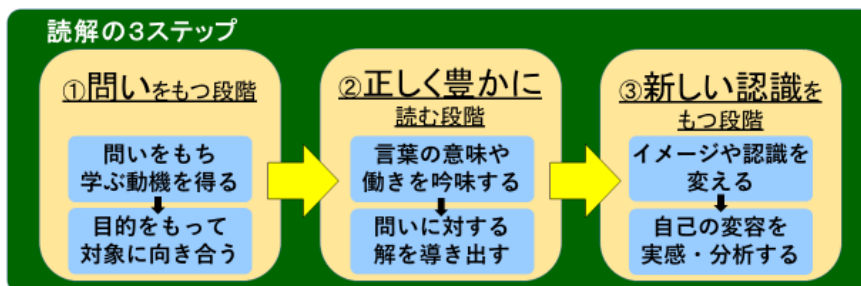 読解の3ステップ
①問いをもつ段階
問いをもち
学ぶ動機を得る
目的をもって
対象に向き合う
②正しく豊かに
読む段階
言葉の意味や
働きを吟味する
問いに対する
解を導き出す
③新しい認識を
もつ段階
イメージや認識を
変える
自己の変容を
実感・分析する